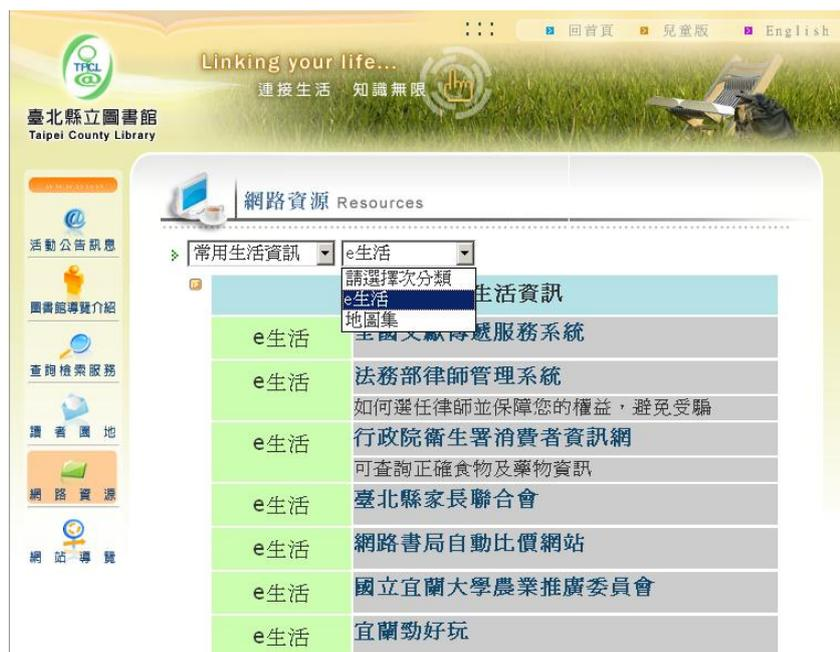 回首頁
兒童版
English
TPCL
@
Linking your life...
連接生活 知識無限
臺北縣立圖書館
Taipei County Library
網路資源 Resources
活動公告訊息
圖書館導覽介紹
查詢檢索服務
讀者園地
網路資源
網站導覽
常用生活資訊
e生活
請選擇次分類
e生活
地圖集
生活資訊
e生活
全國文獻傳遞服務系統
e生活
法務部律師管理系統
如何選任律師並保障您的權益,避免受騙
e生活
行政院衛生署消費者資訊網
可查詢正確食物及藥物資訊
e生活
臺北縣家長聯合會
e生活
網路書局自動比價網站
e生活
國立宜蘭大學農業推廣委員會
e生活
宜蘭勁好玩